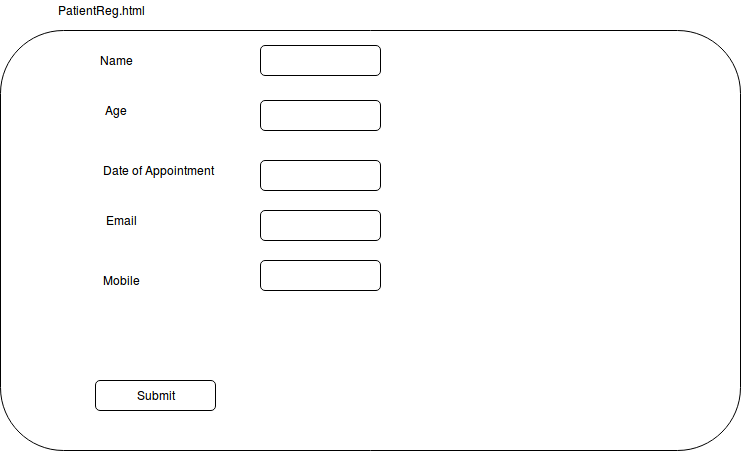 PatientReg.html
Name
Age
Date of Appointment
Email
Mobile
Submit